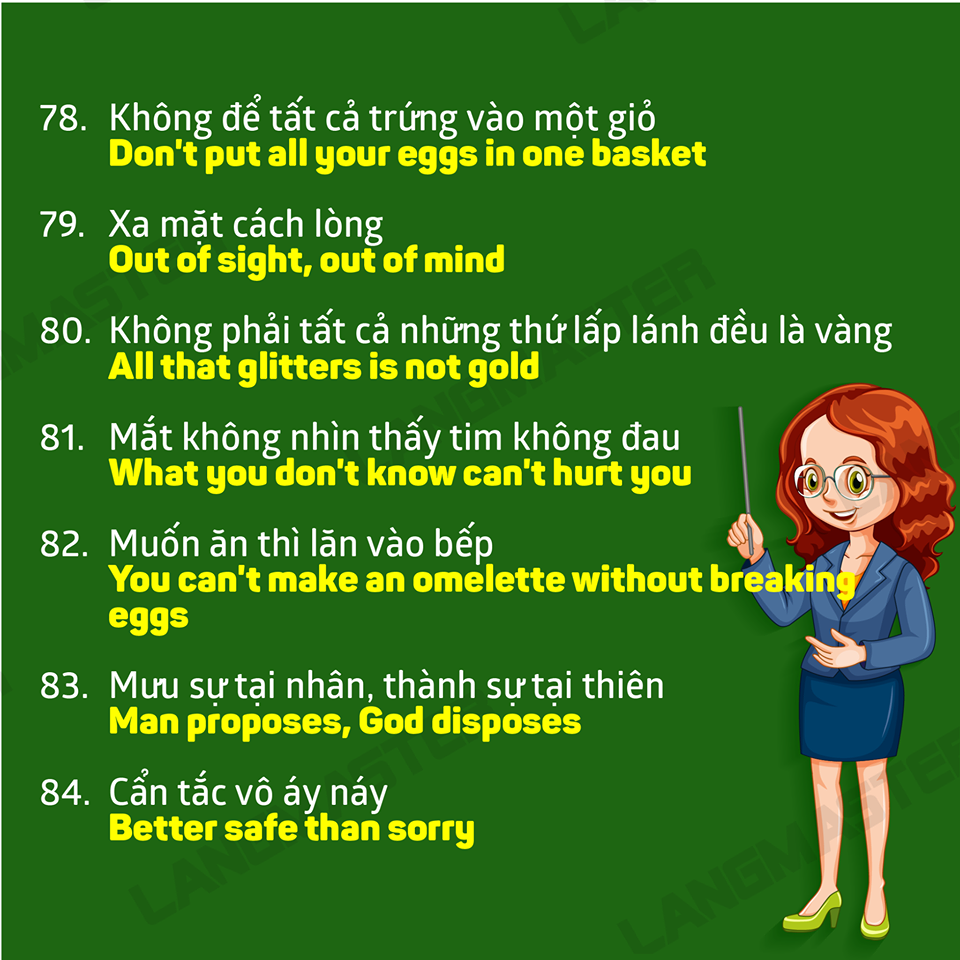 78. Không để tất cả trứng vào một giỏ
Don't put all your eggs in one basket
79. Xa mặt cách lòng
Out of sight, out of mind
80. Không phải tất cả những thứ lấp lánh đều là vàng
All that glitters is not gold
81. Mắt không nhìn thấy tim không đau
What you don't know can't hurt you
82. Muốn ăn thì lăn vào bếp
You can't make an omelette without breaking
eggs
83. Mưu sự tại nhân, thành sự tại thiên
Man proposes, God disposes
84. Cẩn tắc vô áy náy
Better safe than sorry
LANGMASTER
LANGMASTER
LANGMASTER
LANGMASTER
LANGMASTER